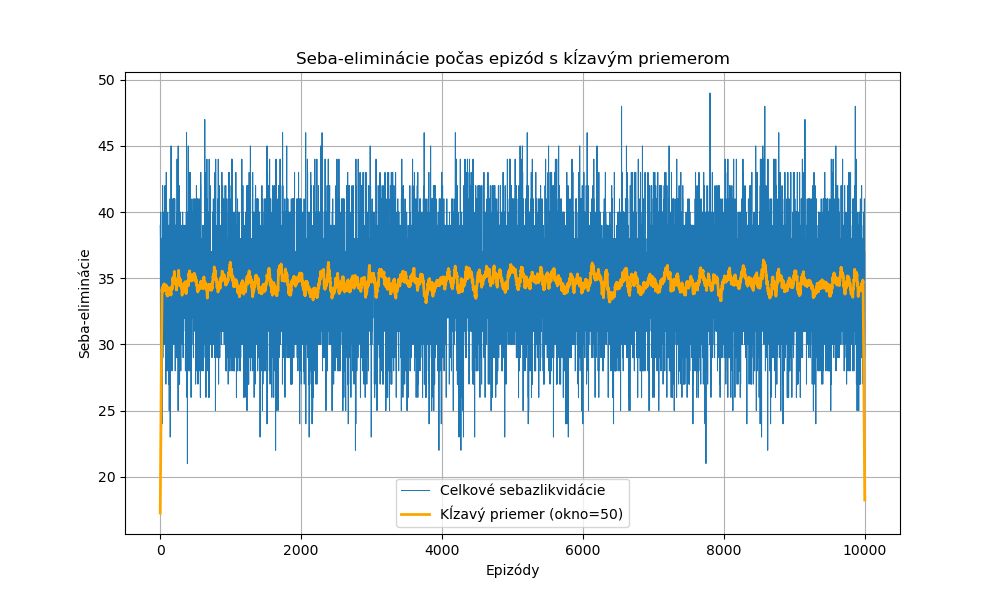 Seba-eliminácie počas epizód s kĺzavým priemerom
50
45
40
35
30
25
20
Seba-eliminácie
Celkové sebazlikvidácie
Kĺzavý priemer (okno=50)
0 2000 4000 6000 8000 10000
Epizódy